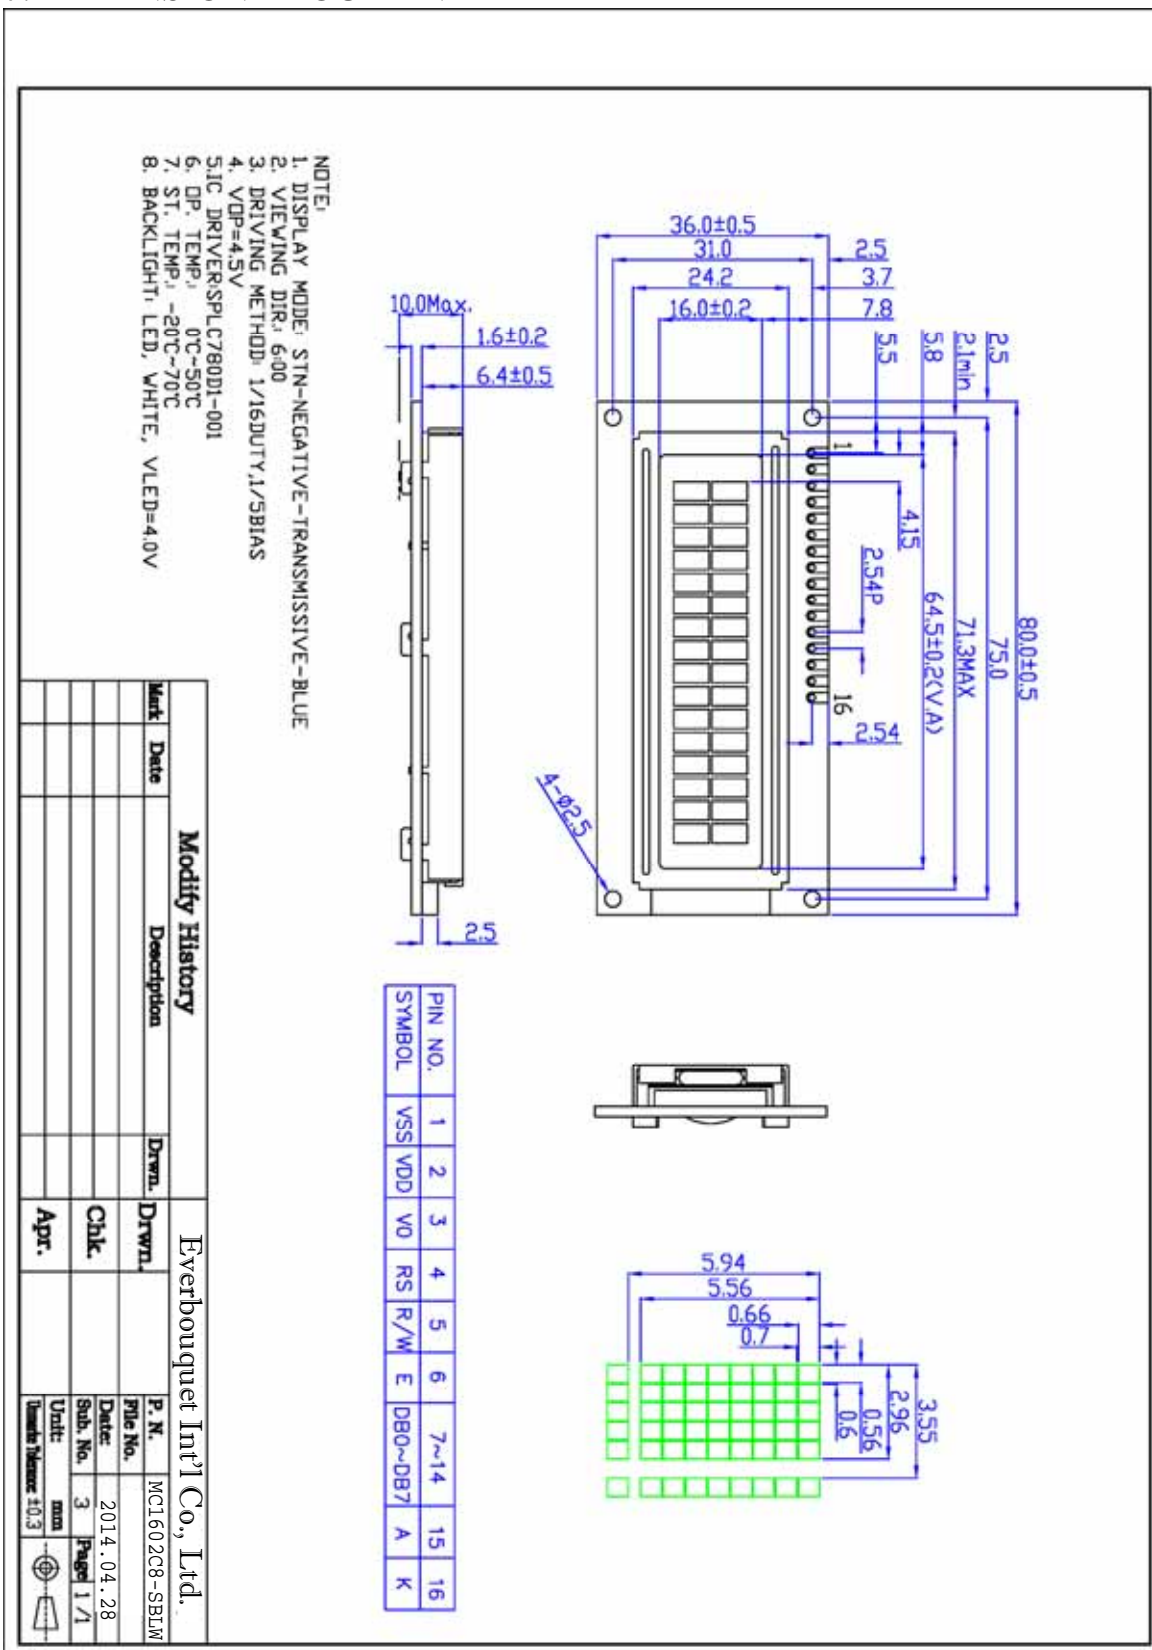 36.0±0.5
31.0
24.2
16.0±0.2
2.5
3.7
7.8
5.5
5.8
2.1min
2.5
1
4.15
2.54P
64.5±0.2(V.A)
71.3MAX
75.0
80.0±0.5
16
2.54
4-Ø2.5
10.0Max.
1.6±0.2
6.4±0.5
2.5
5.94
5.56
0.66
0.7
0.6
0.56
2.96
3.55
PIN NO. 1 2 3 4 5 6 7~14 15 16
SYMBOL VSS VDD VO RS R/W E DB0~DB7 A K
NOTE:
1. DISPLAY MODE: STN-NEGATIVE-TRANSMISSIVE-BLUE
2. VIEWING DIR.: 6:00
3. DRIVING METHOD: 1/16DUTY,1/5BIAS
4. VOP=4.5V
5.IC DRIVER:SPLC780D1-001
6. OP. TEMP.: 0℃~50℃
7. ST. TEMP.: -20℃~70℃
8. BACKLIGHT: LED, WHITE, VLED=4.0V
Modify History
Mark Date Description Drwn.
Everbouquet Int'l Co., Ltd.
Drwn.
Chk.
Apr.
P. N. MC1602C8-SBLW
File No.
Date: 2014.04.28
Sub. No. 3 Page 1/1
Unit: mm
±0.3